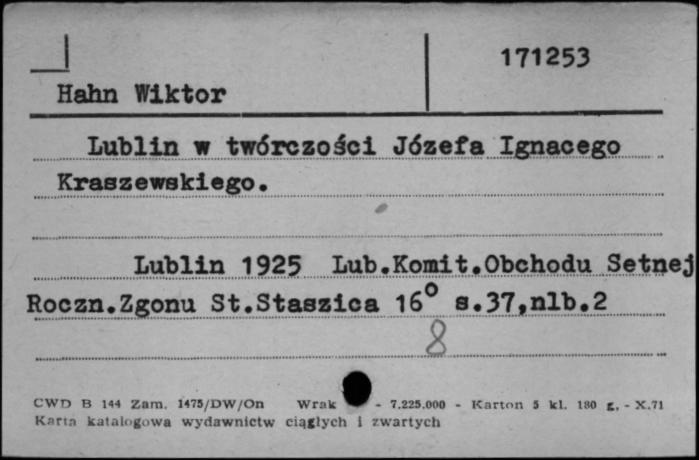 171253
Hahn Wiktor
Lublin w twórczości Józefa Ignacego
Kraszewskiego.
Lublin 1925 Lub.Komit.Obchodu Setnej
Roczn.Zgonu St.Staszica 16° s.37,nlb.2
8
CWD B 144 Zam. 1475/DW/On Wrak - 7.225.000 - Karton 5 kl. 180 g. - X.71
Karta katalogowa wydawnictw ciągłych i zwartych